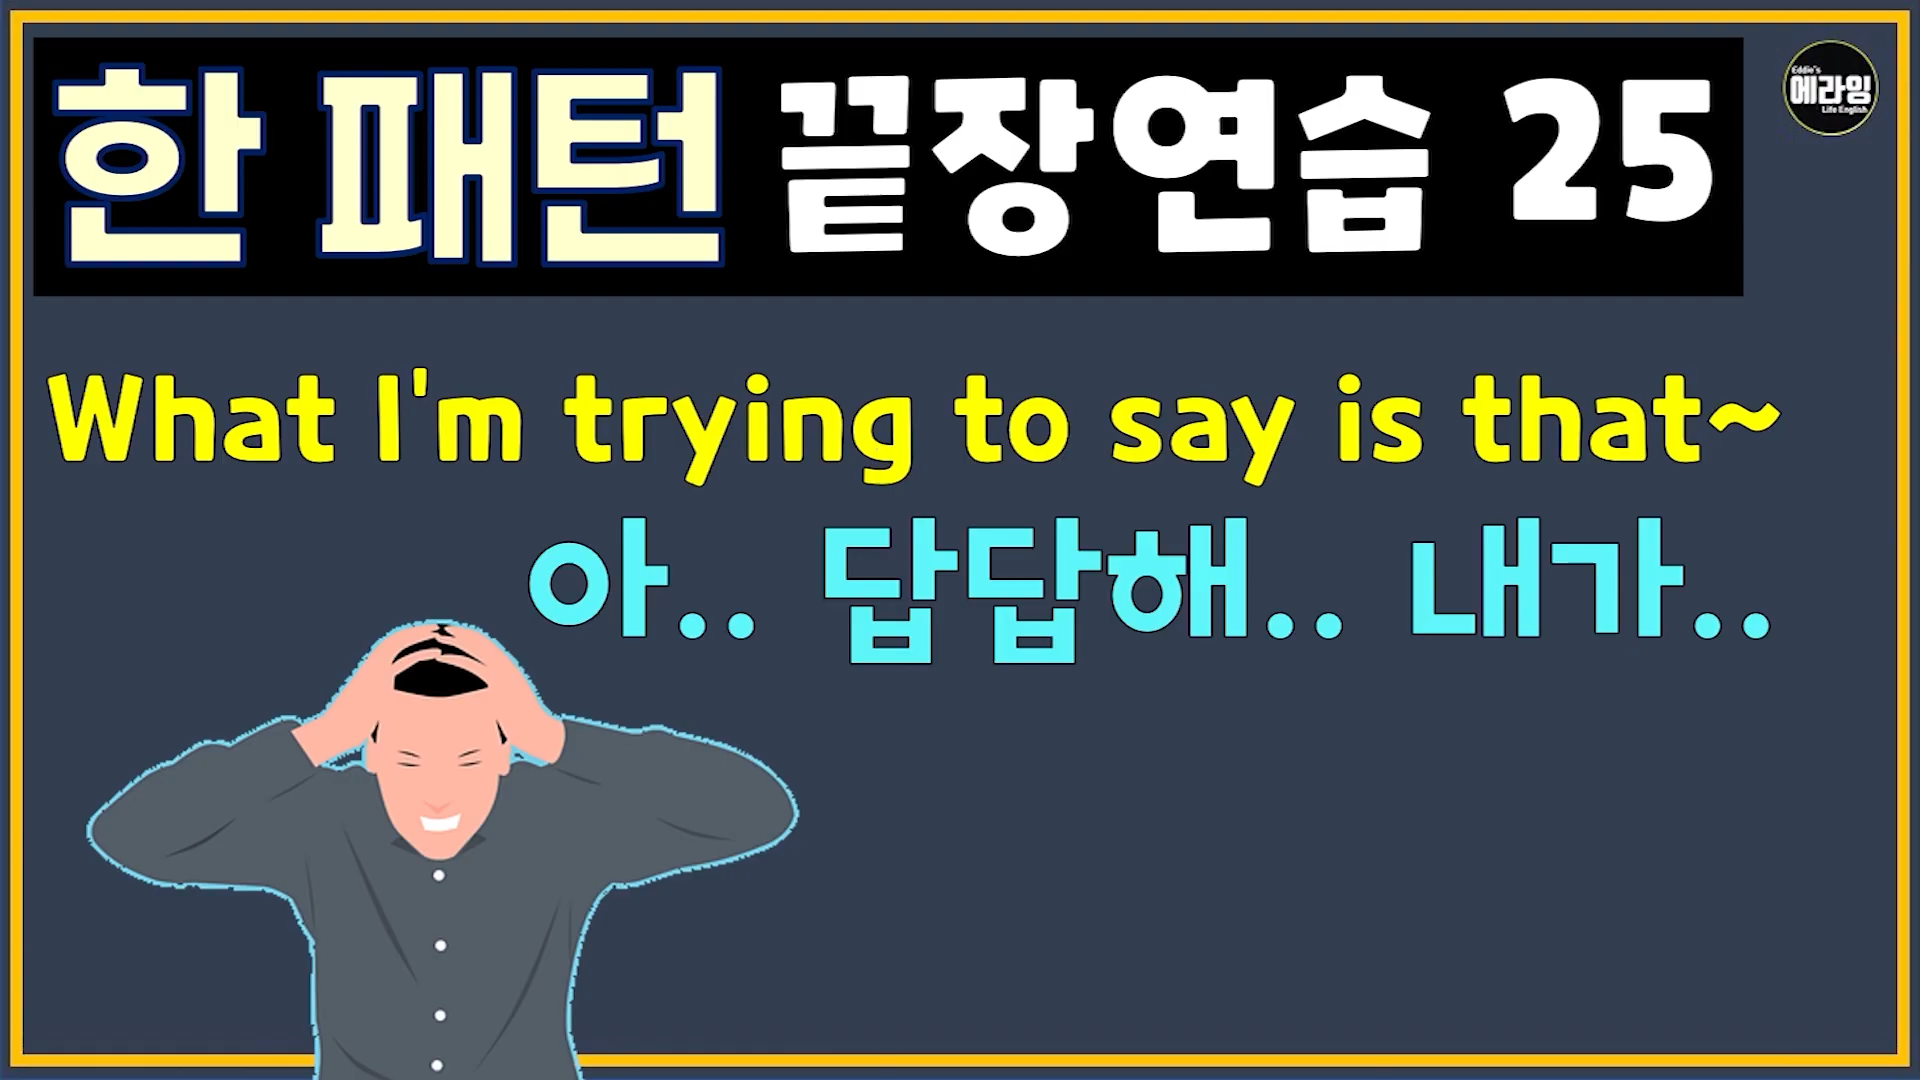 한 패턴 끝장연습 25
Eddie's
에라잉
Life English
What I'm trying to say is that~
아.. 답답해.. 내가..